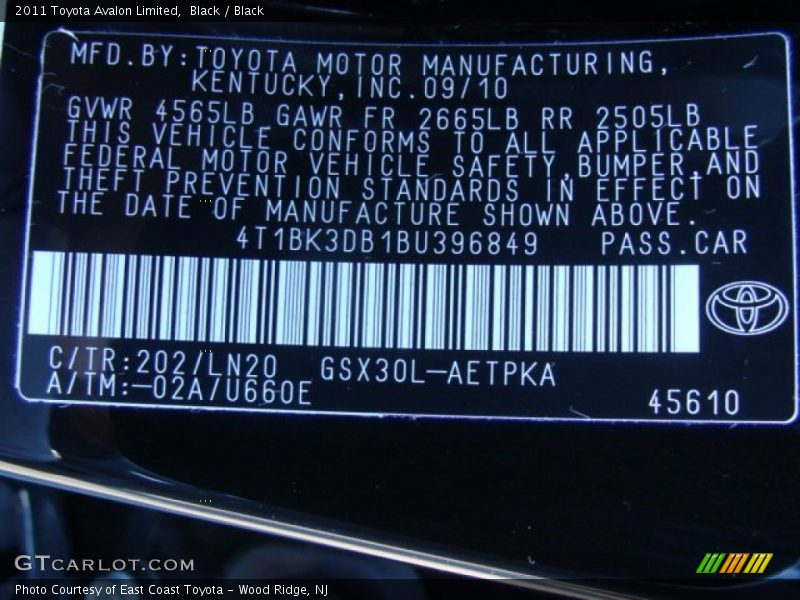 2011 Toyota Avalon Limited,  Black / Black
MFD.BY:TOYOTA MOTOR MANUFACTURING,
KENTUCKY,INC.09/10
GVWR 4565LB GAWR FR 2665LB RR 2505LB
THIS VEHICLE CONFORMS TO ALL APPLICABLE
FEDERAL MOTOR VEHICLE SAFETY,BUMPER,AND
THEFT PREVENTION STANDARDS IN EFFECT ON
THE DATE OF MANUFACTURE SHOWN ABOVE.
4T1BK3DB1BU396849 PASS.CAR
C/TR:202/LN20 GSX30L-AETPKA
A/TM:-02A/U660E
45610
GTCARLOT.COM
Photo Courtesy of East Coast Toyota - Wood Ridge, NJ